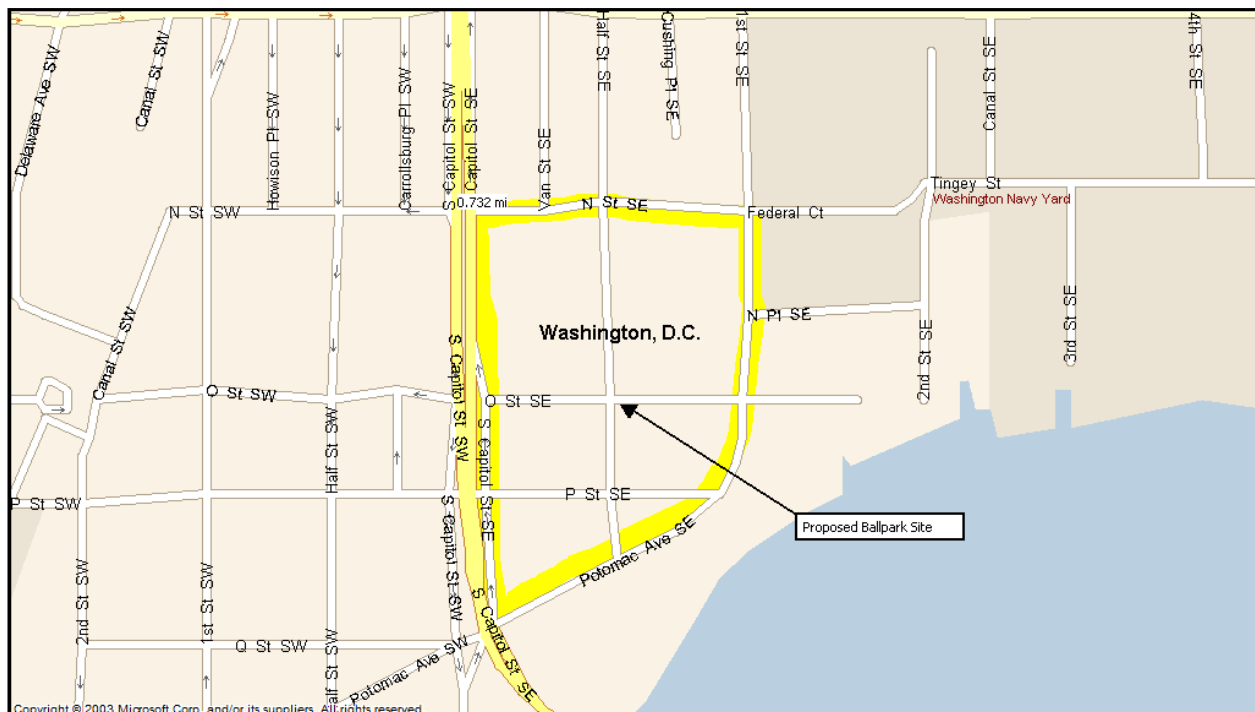 Delaware Ave SW
Canal St SW
Howison Pl SW
Carrollsburg Pl SW
S Capitol St SW
S Capitol St SE
Van St SE
Half St SE
Cushing Pl SE
1st St SE
Canal St SE
4th St SE
Tingey St
Washington Navy Yard
N St SW
0.732 mi
N St SE
Federal Ct
N Pl SE
Washington, D.C.
Canal St SW
S Capitol St SW
2nd St SE
3rd St SE
O St SW
O St SE
Half St SW
S Capitol St SE
P St SW
P St SE
Proposed Ballpark Site
S Capitol St SW
Potomac Ave SE
2nd St SW
1st St SW
Q St SW
Half St SW
Potomac Ave SW
S Capitol St SE
Copyright © 2003 Microsoft Corp. and/or its suppliers. All rights reserved.